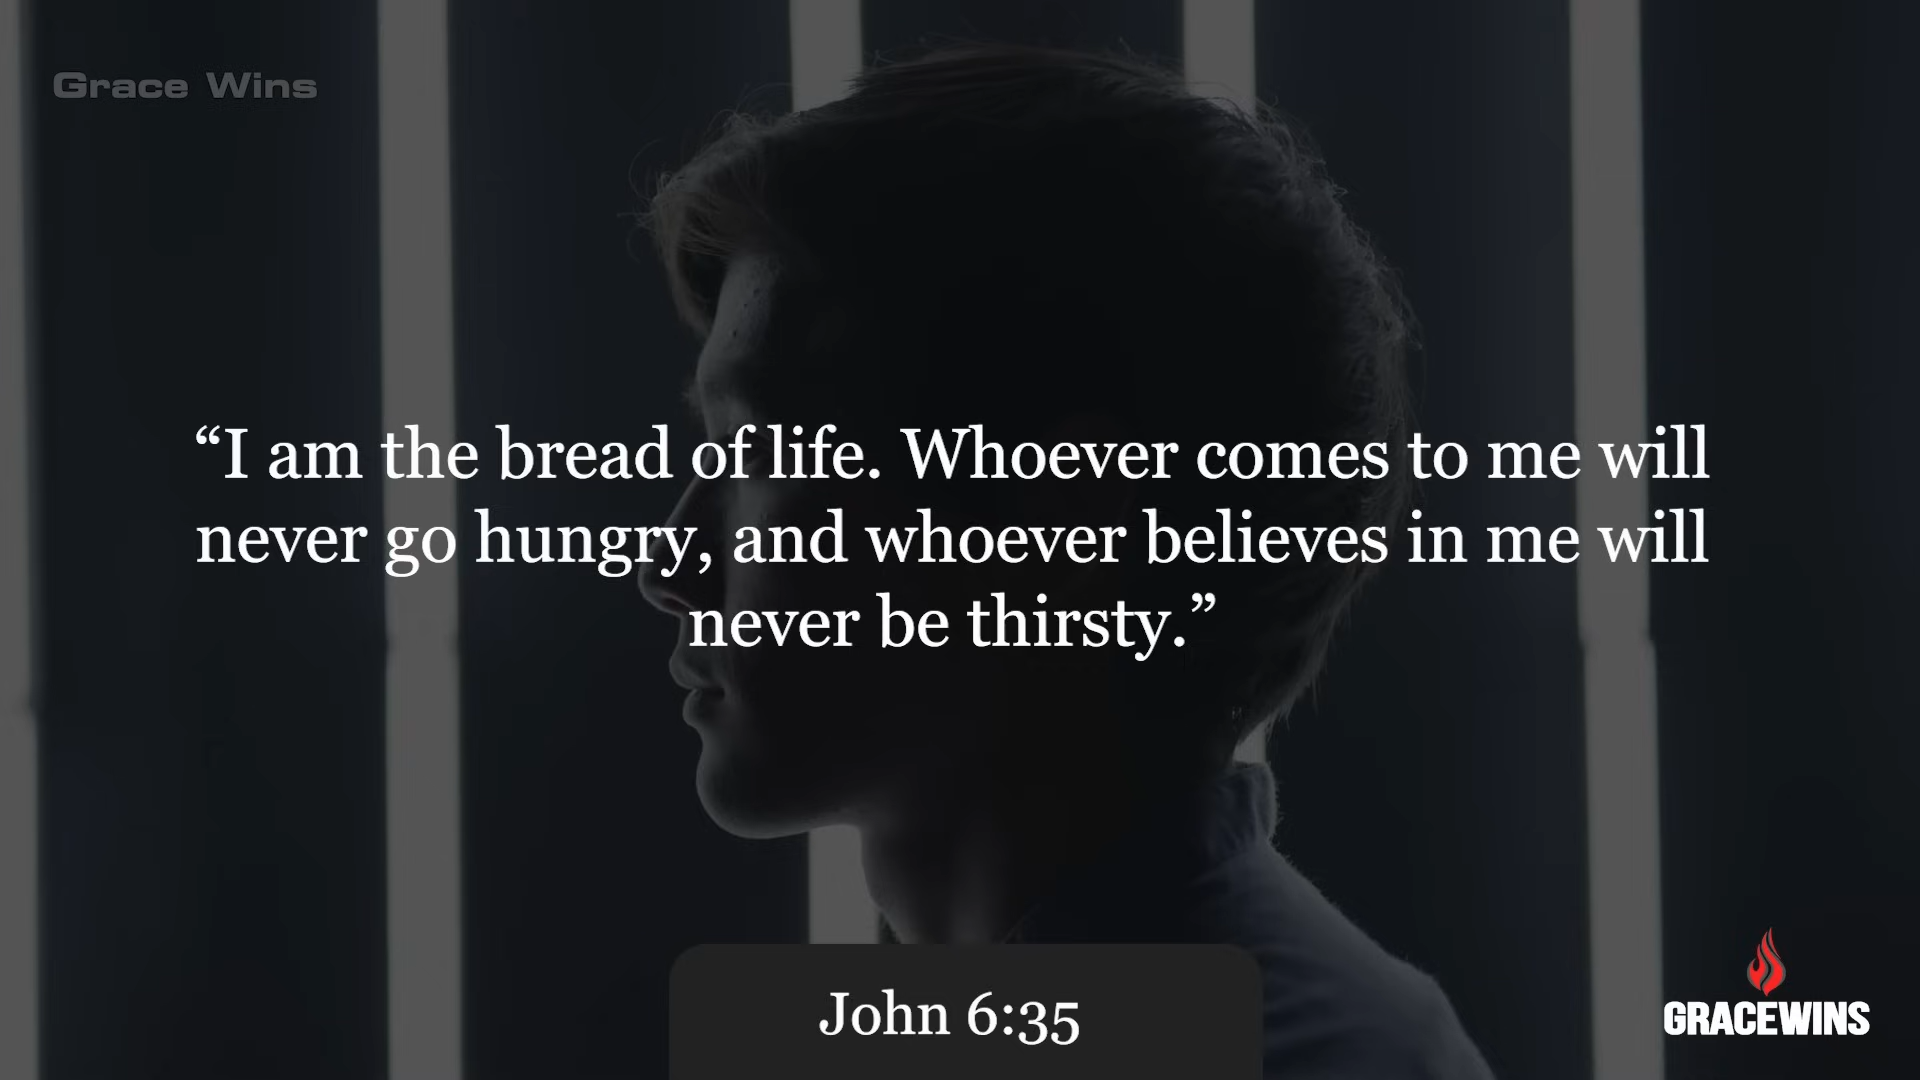 Grace Wins
“I am the bread of life. Whoever comes to me will
never go hungry, and whoever believes in me will
never be thirsty.”
John 6:35
GRACEWINS